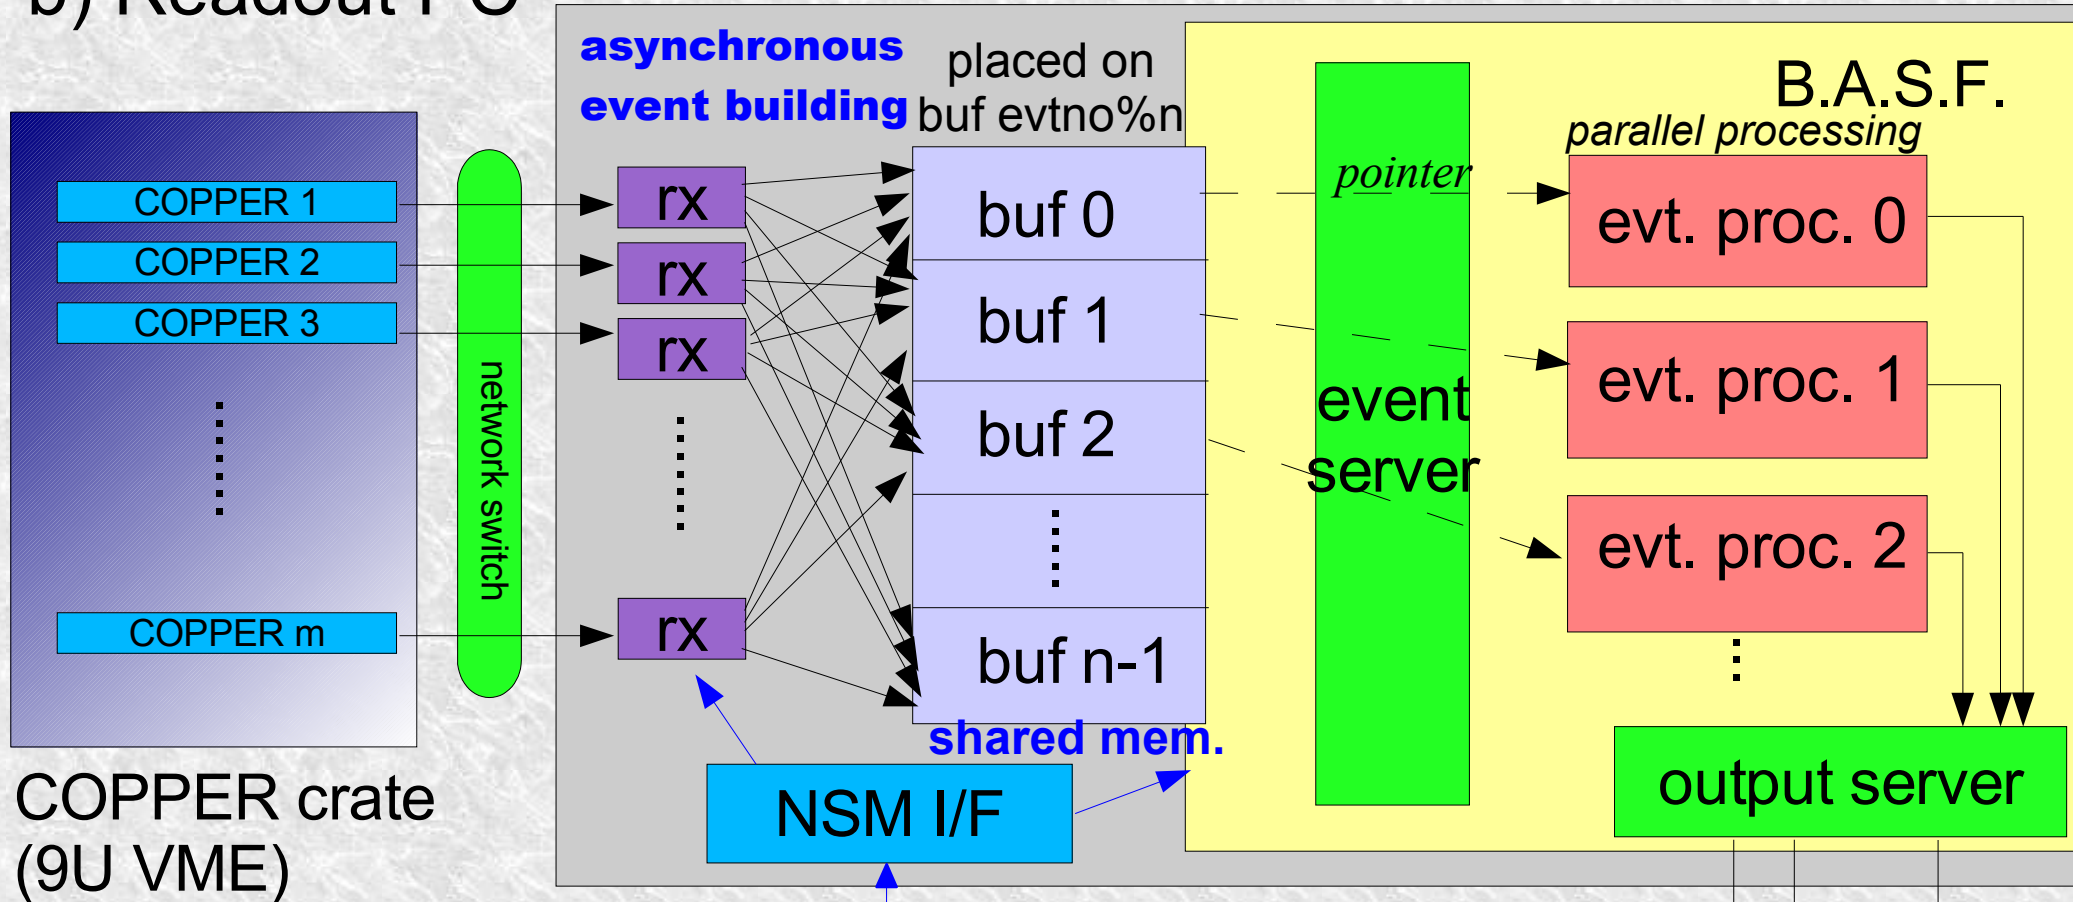 b) Readout PC
asynchronous
event building
placed on
buf evtno%n
B.A.S.F.
parallel processing
COPPER 1
COPPER 2
COPPER 3
COPPER m
network switch
rx
rx
rx
rx
buf 0
buf 1
buf 2
buf n-1
shared mem.
pointer
event
server
evt. proc. 0
evt. proc. 1
evt. proc. 2
output server
NSM I/F
COPPER crate
(9U VME)